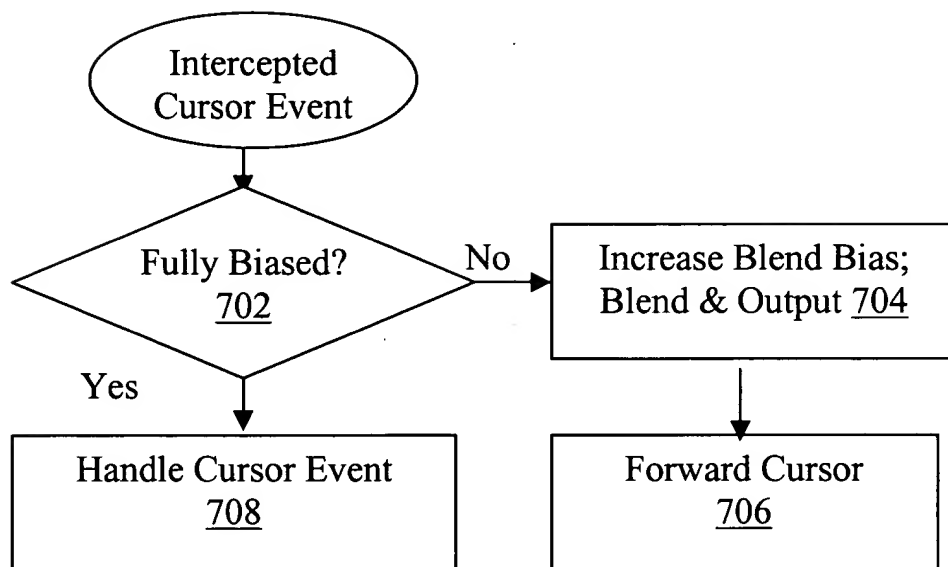 Intercepted
Cursor Event
Fully Biased?
702
No
Increase Blend Bias;
Blend & Output 704
Yes
Handle Cursor Event
708
Forward Cursor
706